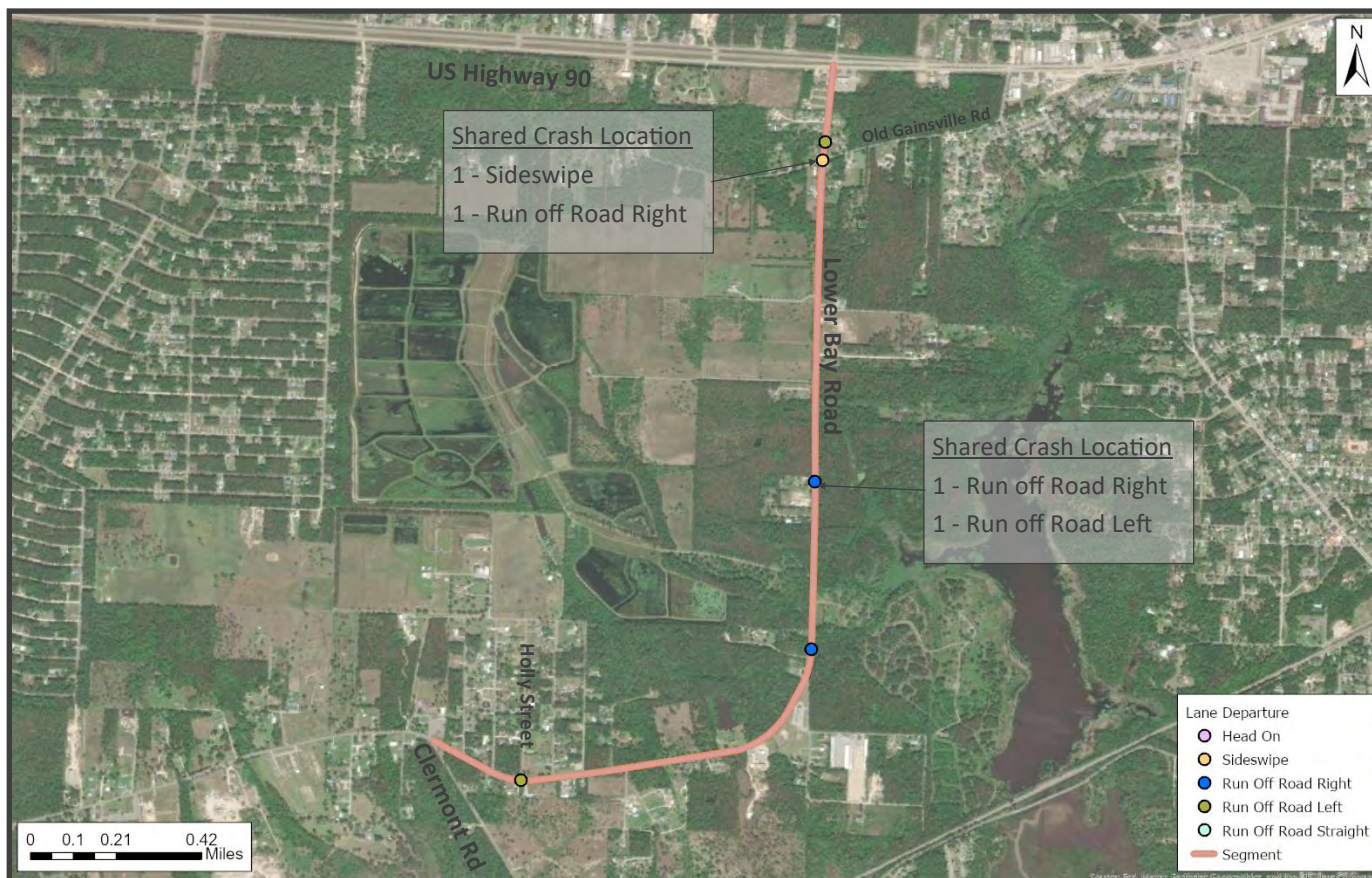 N
US Highway 90
Shared Crash Location
1 - Sideswipe
1 - Run off Road Right
Old Gainsville Rd
Lower Bay Road
Shared Crash Location
1 - Run off Road Right
1 - Run off Road Left
Holly Street
Clermont Rd
Lane Departure
Head On
Sideswipe
Run Off Road Right
Run Off Road Left
Run Off Road Straight
Segment
0 0.1 0.21 0.42
Miles